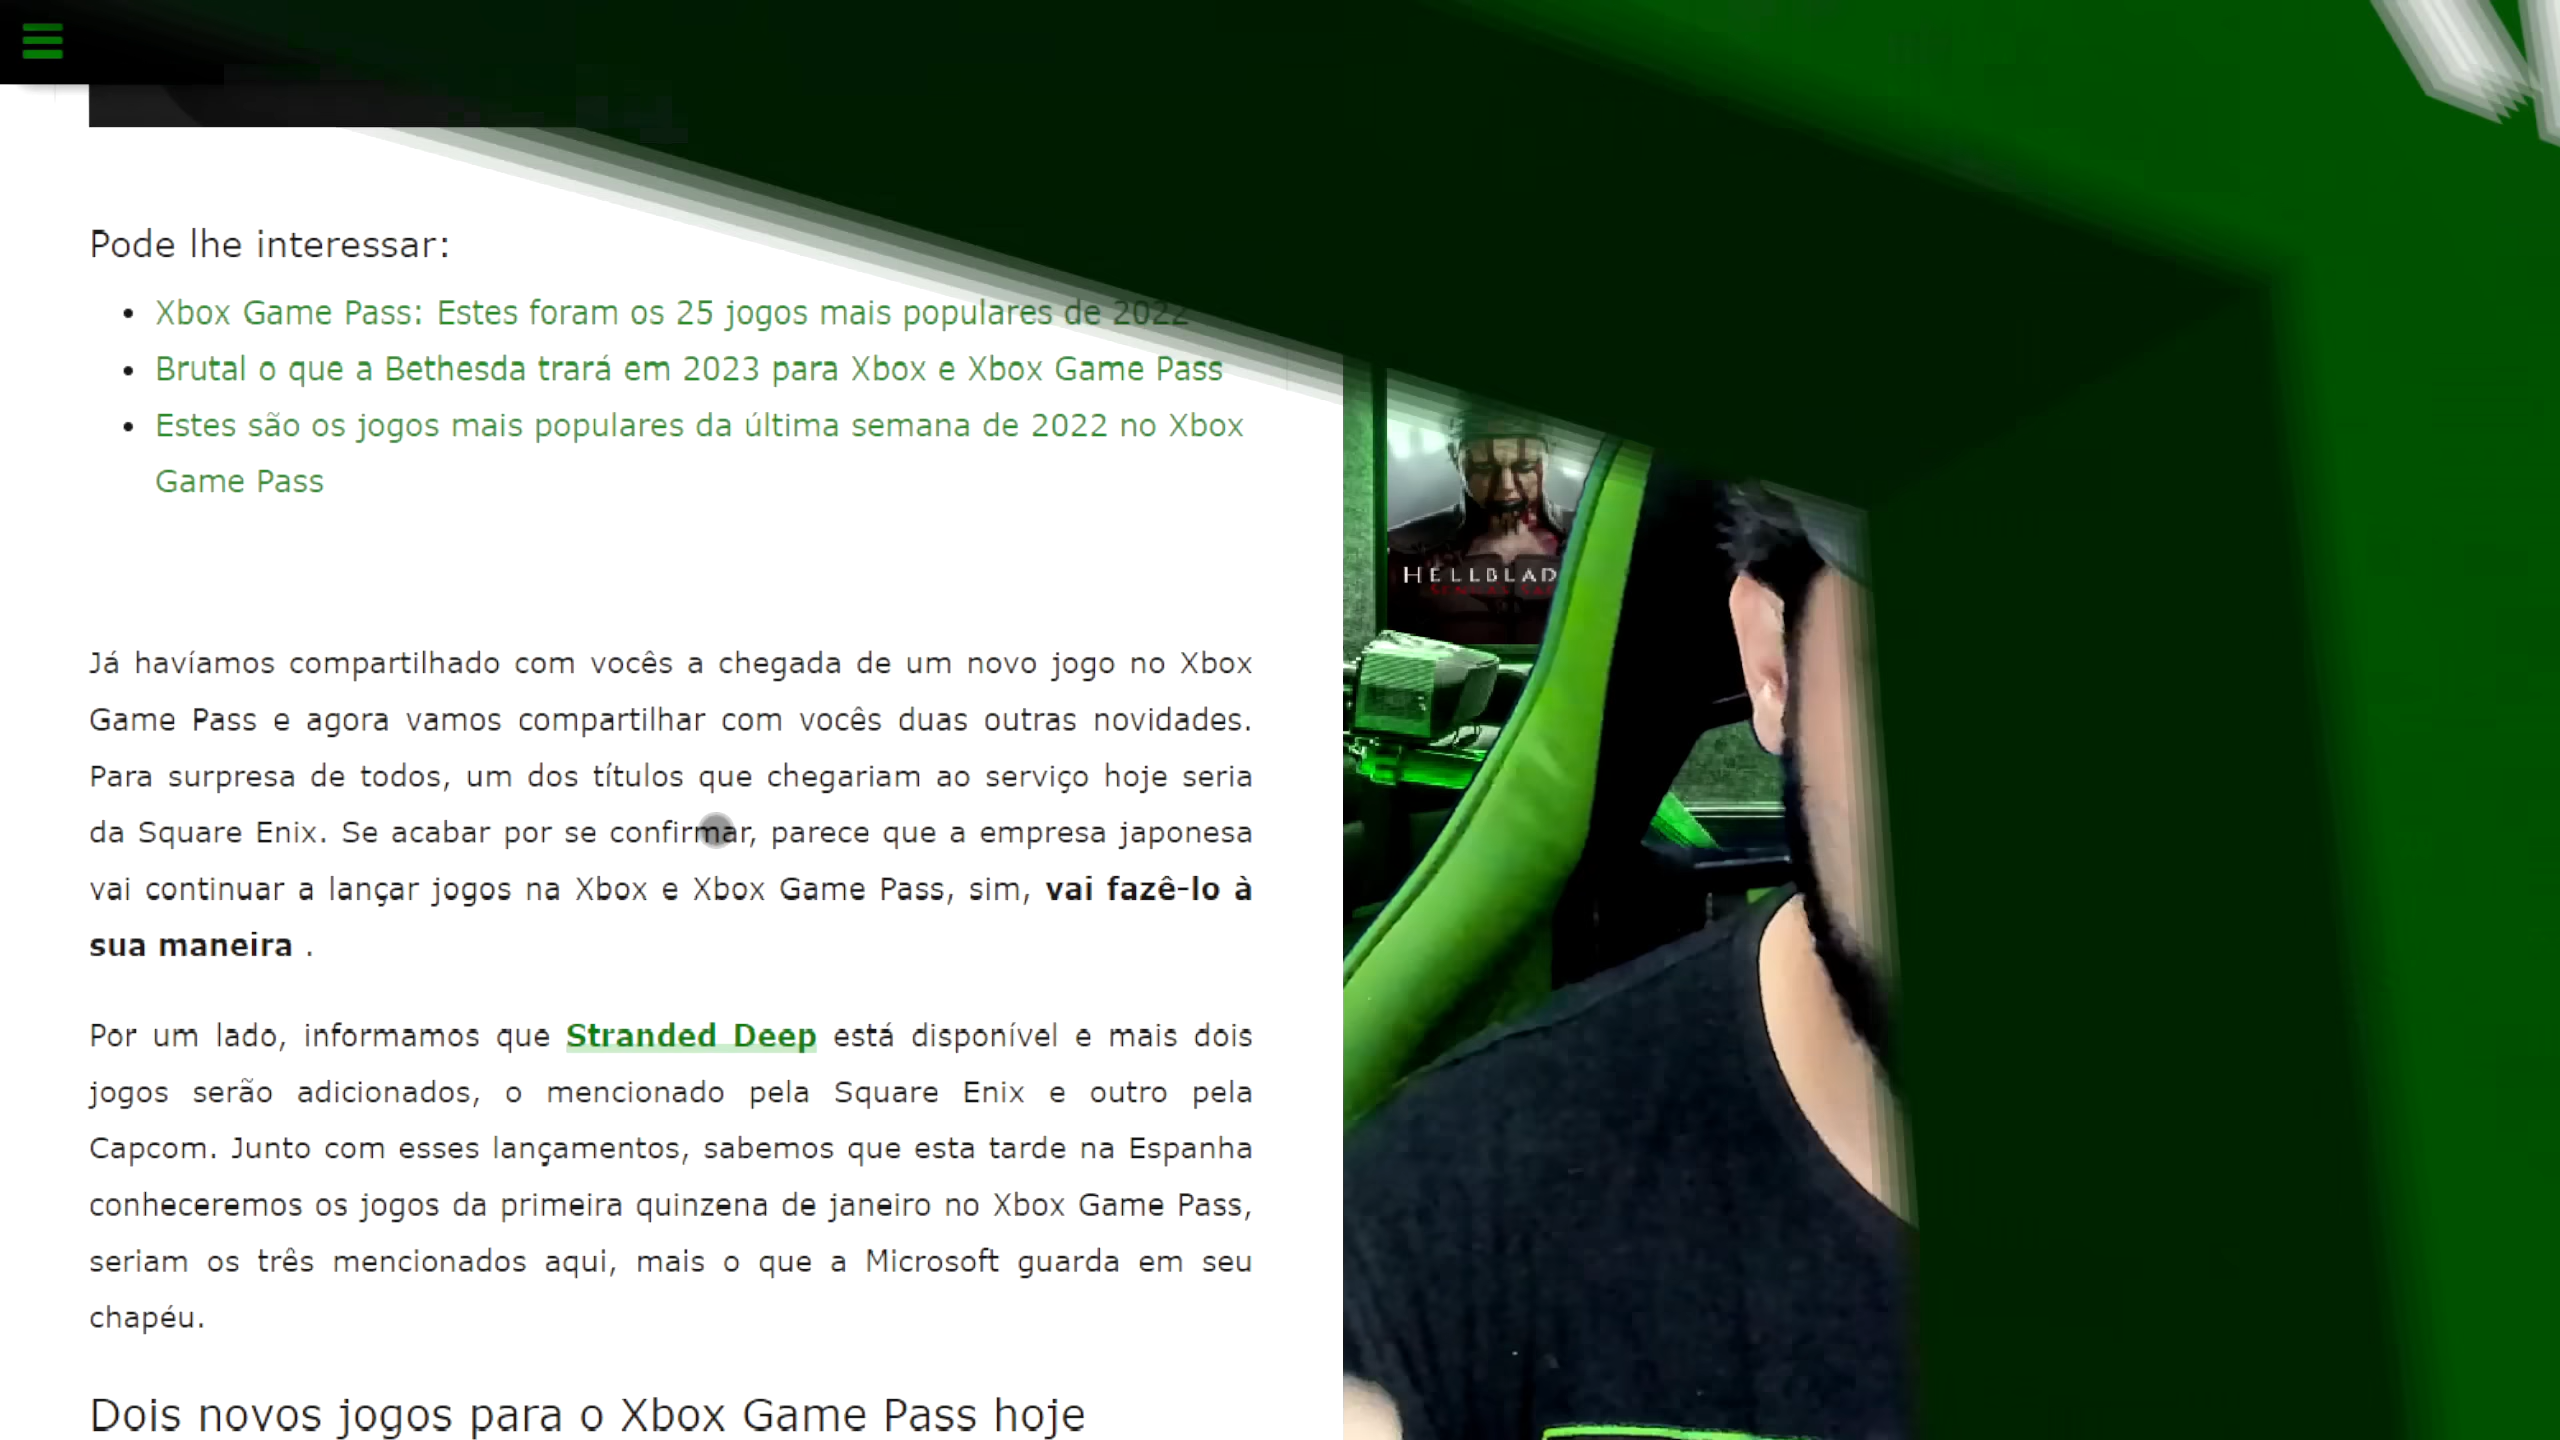 Pode lhe interessar:
Xbox Game Pass: Estes foram os 25 jogos mais populares de 2022
Brutal o que a Bethesda trará em 2023 para Xbox e Xbox Game Pass
Estes são os jogos mais populares da última semana de 2022 no Xbox
Game Pass
Já havíamos compartilhado com vocês a chegada de um novo jogo no Xbox
Game Pass e agora vamos compartilhar com vocês duas outras novidades.
Para surpresa de todos, um dos títulos que chegariam ao serviço hoje seria
da Square Enix. Se acabar por se confirmar, parece que a empresa japonesa
vai continuar a lançar jogos na Xbox e Xbox Game Pass, sim, vai fazê-lo à
sua maneira .
Por um lado, informamos que Stranded Deep está disponível e mais dois
jogos serão adicionados, o mencionado pela Square Enix e outro pela
Capcom. Junto com esses lançamentos, sabemos que esta tarde na Espanha
conheceremos os jogos da primeira quinzena de janeiro no Xbox Game Pass,
seriam os três mencionados aqui, mais o que a Microsoft guarda em seu
chapéu.
Dois novos jogos para o Xbox Game Pass hoje
HELLBLAD